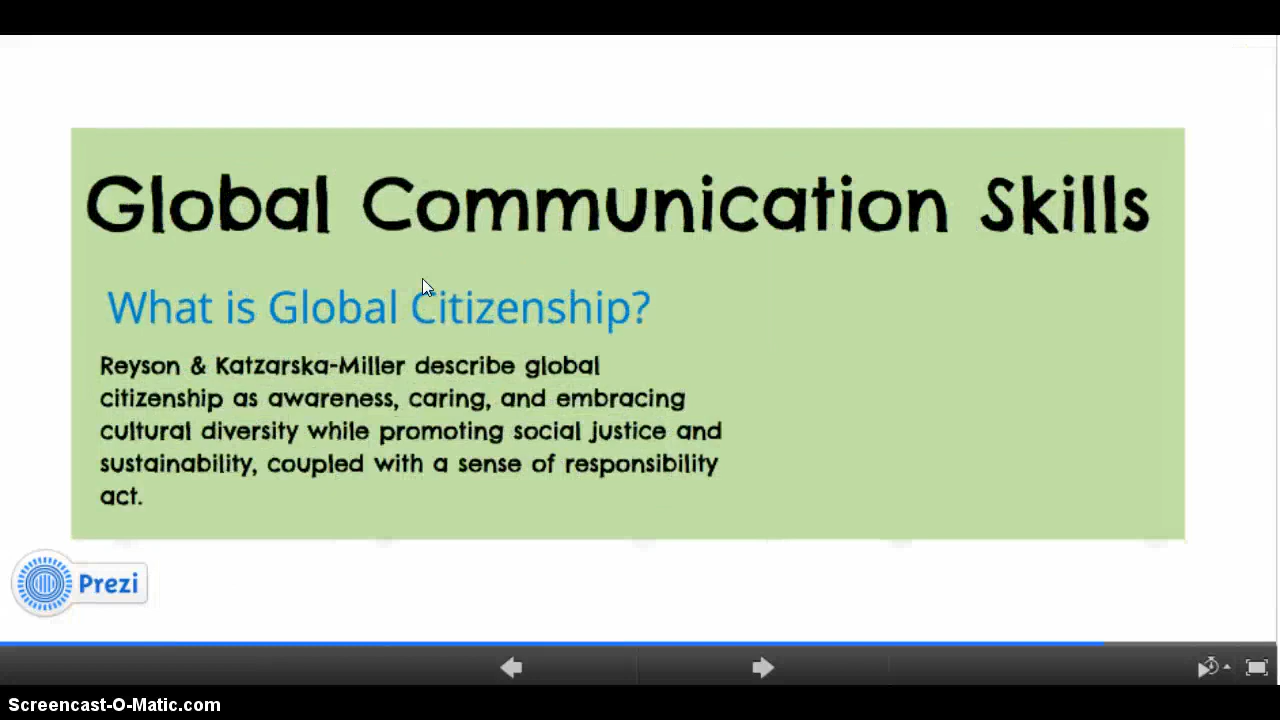 Global Communication Skills
What is Global Citizenship?
Reyson & Katzarska-Miller describe global
citizenship as awareness, caring, and embracing
cultural diversity while promoting social justice and
sustainability, coupled with a sense of responsibility
act.
Prezi
Screencast-O-Matic.com